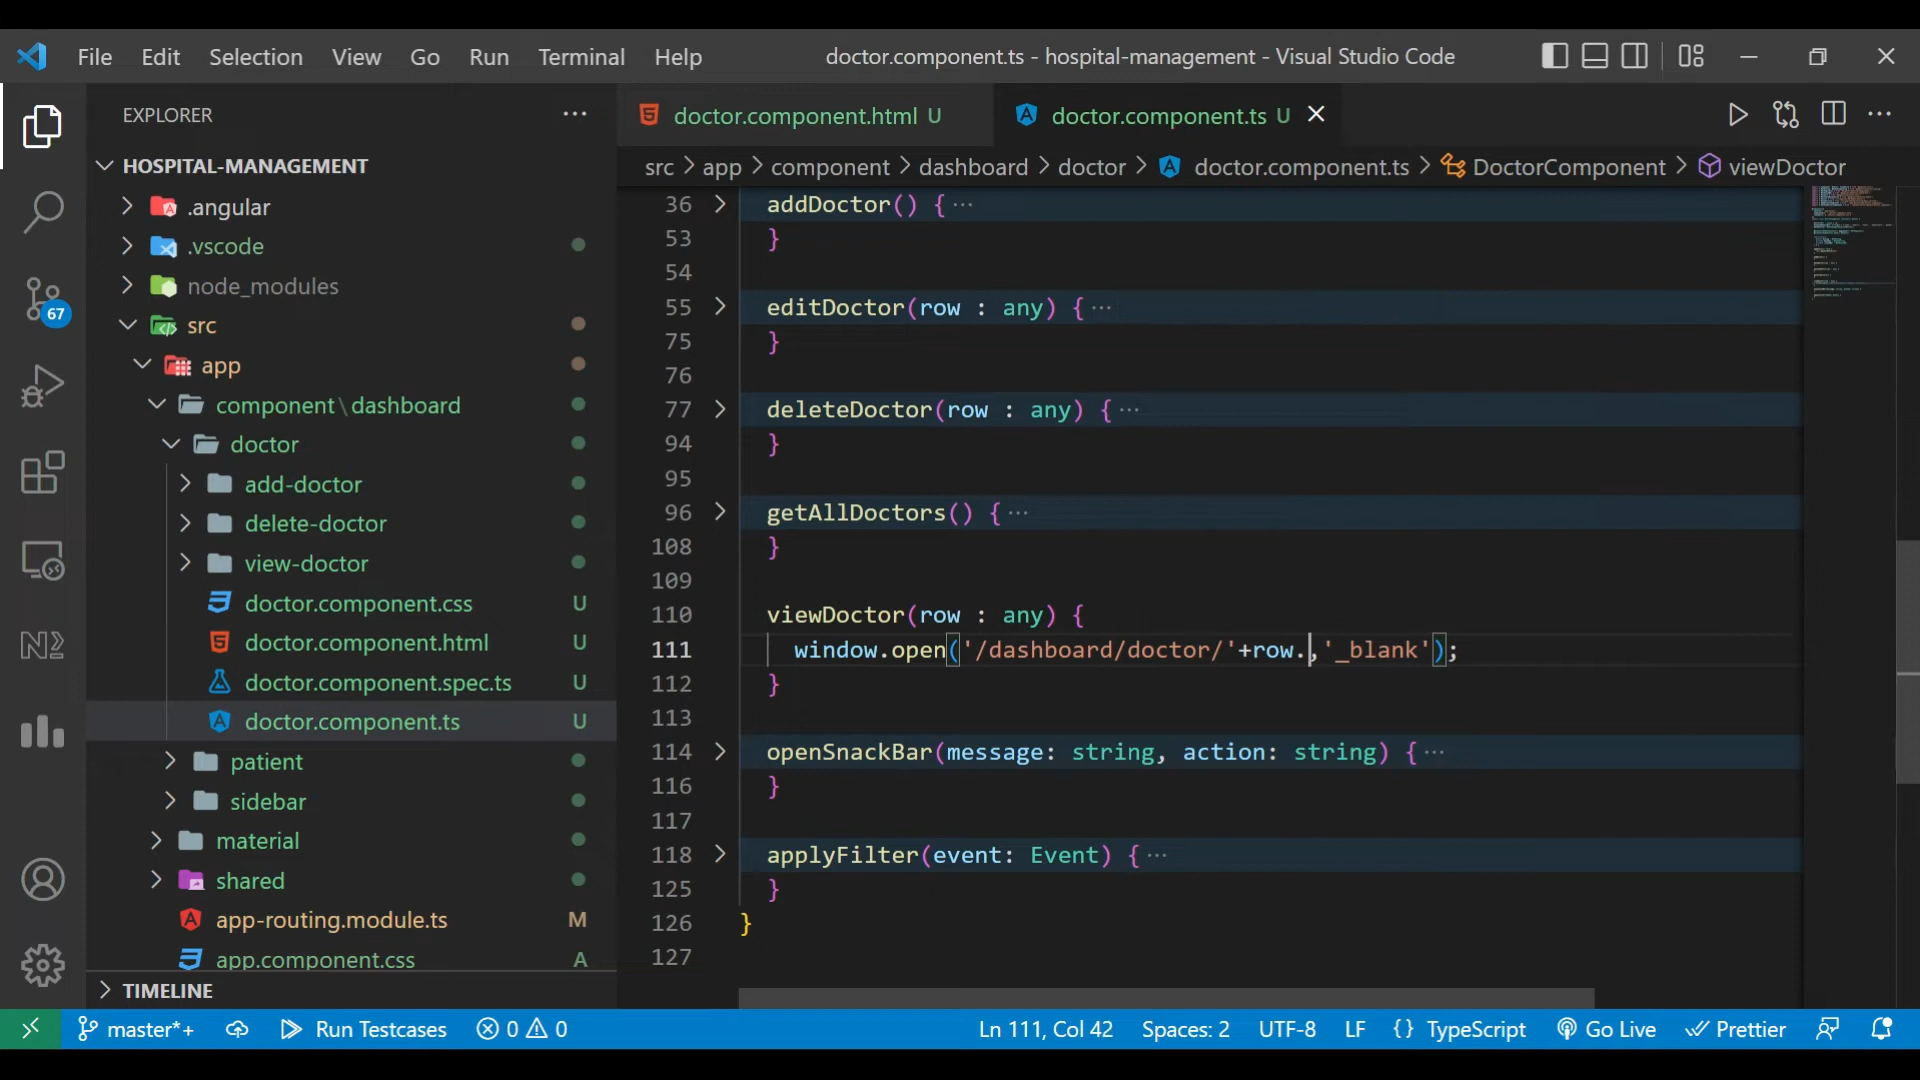 File Edit Selection View Go Run Terminal Help doctor.component.ts - hospital-management - Visual Studio Code
EXPLORER
HOSPITAL-MANAGEMENT
.angular
.vscode
node_modules
src
app
component\dashboard
doctor
add-doctor
delete-doctor
view-doctor
doctor.component.css U
doctor.component.html U
doctor.component.spec.ts U
doctor.component.ts U
patient
sidebar
material
shared
app-routing.module.ts M
app.component.css A
TIMELINE
67
doctor.component.html U doctor.component.ts U
src > app > component > dashboard > doctor > doctor.component.ts > DoctorComponent > viewDoctor
36 addDoctor() { ···
53 }
54
55 editDoctor(row : any) { ···
75 }
76
77 deleteDoctor(row : any) { ···
94 }
95
96 getAllDoctors() { ···
108 }
109
110 viewDoctor(row : any) {
111 window.open('/dashboard/doctor/'+row.,'_blank');
112 }
113
114 openSnackBar(message: string, action: string) { ···
116 }
117
118 applyFilter(event: Event) { ···
125 }
126 }
127
master*+ Run Testcases 0 0 Ln 111, Col 42 Spaces: 2 UTF-8 LF {} TypeScript Go Live Prettier